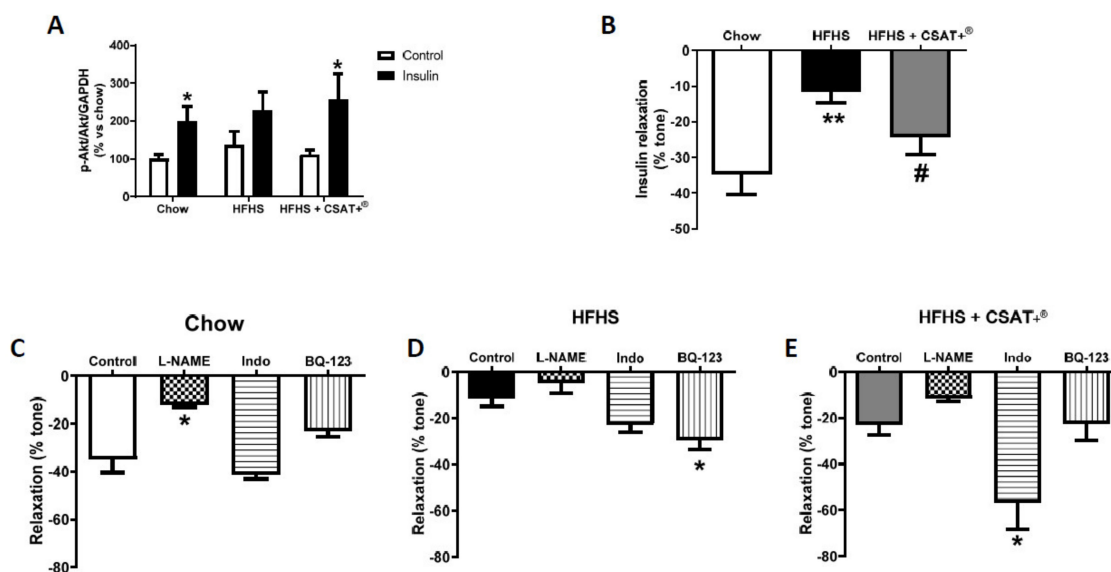 A
p-Akt/Akt/GAPDH
(% vs chow)
400
300
200
100
0
*
*
Control
Insulin
Chow
HFHS
HFHS + CSAT+®
B
Chow
HFHS
HFHS + CSAT+®
Insulin relaxation
(% tone)
0
-10
-20
-30
-40
-50
**
#
C
Chow
Control
L-NAME
Indo
BQ-123
Relaxation (% tone)
0
-20
-40
-60
-80
*
D
HFHS
Control
L-NAME
Indo
BQ-123
Relaxation (% tone)
0
-20
-40
-60
-80
*
E
HFHS + CSAT+®
Control
L-NAME
Indo
BQ-123
Relaxation (% tone)
0
-20
-40
-60
-80
*